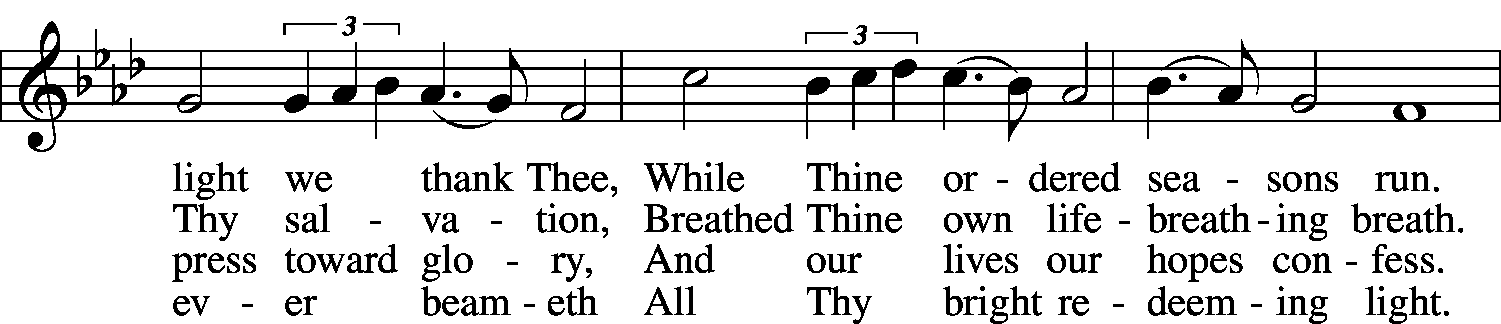 3 3
light we thank Thee, While Thine or - dered sea - sons run.
Thy sal - va - tion, Breathed Thine own life - breath - ing breath.
press toward glo - ry, And our lives our hopes con - fess.
ev - er beam - eth All Thy bright re - deem - ing light.